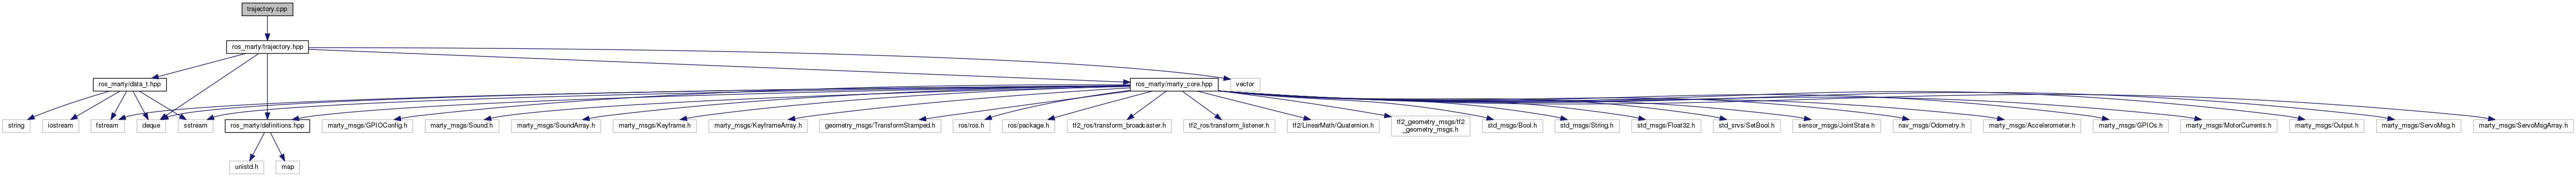 trajectory.cpp
ros_marty/trajectory.hpp
ros_marty/data_t.hpp
ros_marty/marty_core.hpp
vector
string
iostream
fstream
deque
sstream
ros_marty/definitions.hpp
marty_msgs/GPIOConfig.h
marty_msgs/Sound.h
marty_msgs/SoundArray.h
marty_msgs/Keyframe.h
marty_msgs/KeyframeArray.h
geometry_msgs/TransformStamped.h
ros/ros.h
ros/package.h
tf2_ros/transform_broadcaster.h
tf2_ros/transform_listener.h
tf2/LinearMath/Quaternion.h
tf2_geometry_msgs/tf2
_geometry_msgs.h
std_msgs/Bool.h
std_msgs/String.h
std_msgs/Float32.h
std_srvs/SetBool.h
sensor_msgs/JointState.h
nav_msgs/Odometry.h
marty_msgs/Accelerometer.h
marty_msgs/GPIOs.h
marty_msgs/MotorCurrents.h
marty_msgs/Output.h
marty_msgs/ServoMsg.h
marty_msgs/ServoMsgArray.h
unistd.h
map